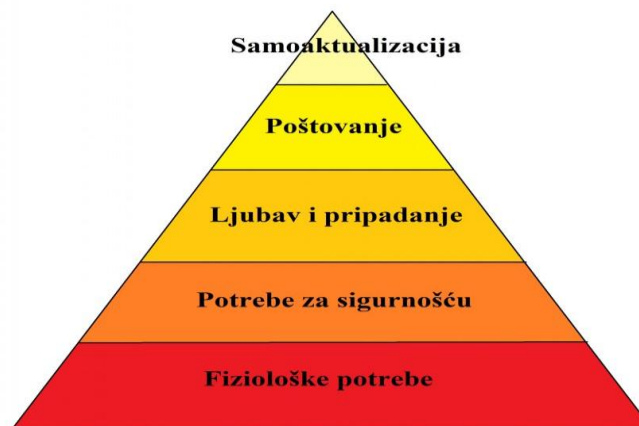 Samoaktualizacija
Poštovanje
Ljubav i pripadanje
Potrebe za sigurnošću
Fiziološke potrebe